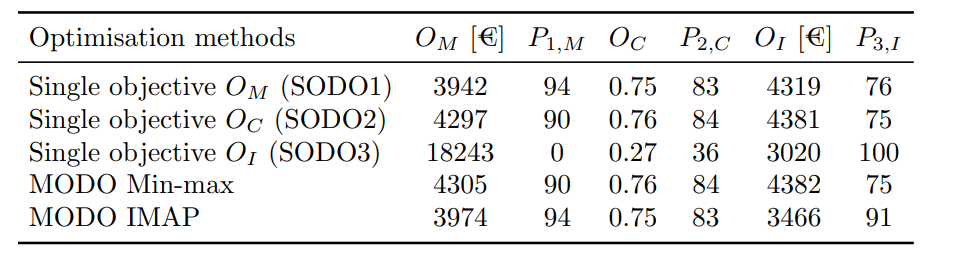 Optimisation methods O_M [€] P_{1,M} O_C P_{2,C} O_I [€] P_{3,I}
Single objective O_M (SODO1) 3942 94 0.75 83 4319 76
Single objective O_C (SODO2) 4297 90 0.76 84 4381 75
Single objective O_I (SODO3) 18243 0 0.27 36 3020 100
MODO Min-max 4305 90 0.76 84 4382 75
MODO IMAP 3974 94 0.75 83 3466 91